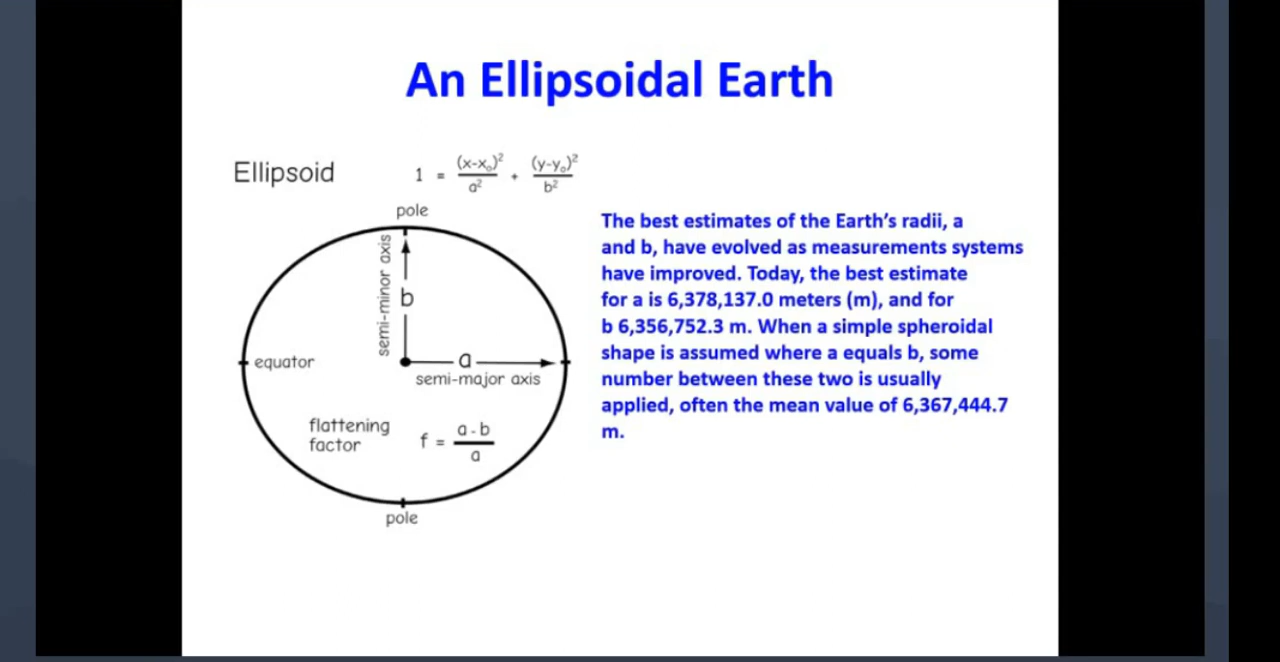 An Ellipsoidal Earth
Ellipsoid
1 = (x-x₀)²/a² + (y-y₀)²/b²
pole
semi-minor axis
b
equator
a
semi-major axis
flattening
factor
f = a-b/a
pole
The best estimates of the Earth's radii, a
and b, have evolved as measurements systems
have improved. Today, the best estimate
for a is 6,378,137.0 meters (m), and for
b 6,356,752.3 m. When a simple spheroidal
shape is assumed where a equals b, some
number between these two is usually
applied, often the mean value of 6,367,444.7
m.